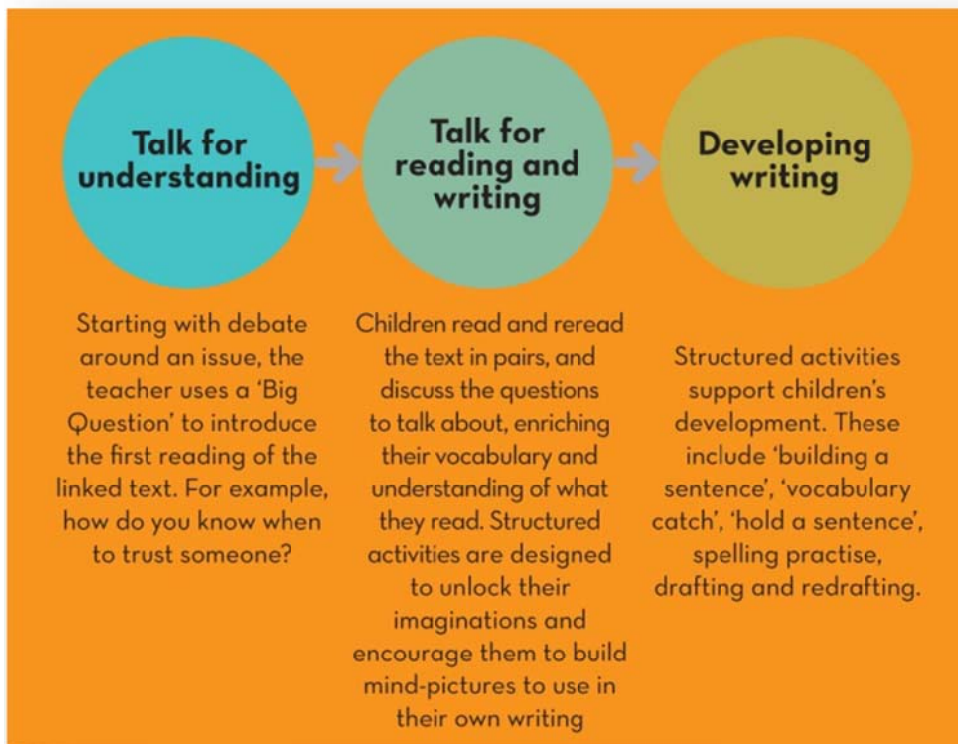 Talk for
understanding
Talk for
reading and
writing
Developing
writing
Starting with debate
around an issue, the
teacher uses a ‘Big
Question’ to introduce
the first reading of the
linked text. For example,
how do you know when
to trust someone?
Children read and reread
the text in pairs, and
discuss the questions
to talk about, enriching
their vocabulary and
understanding of what
they read. Structured
activities are designed
to unlock their
imaginations and
encourage them to build
mind-pictures to use in
their own writing
Structured activities
support children’s
development. These
include ‘building a
sentence’, ‘vocabulary
catch’, ‘hold a sentence’,
spelling practise,
drafting and redrafting.